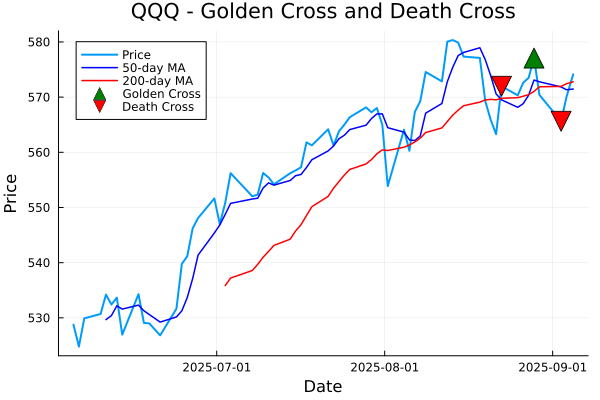 QQQ - Golden Cross and Death Cross
580
570
560
550
540
530
Price
Price
50-day MA
200-day MA
Golden Cross
Death Cross
2025-07-01
2025-08-01
2025-09-01
Date